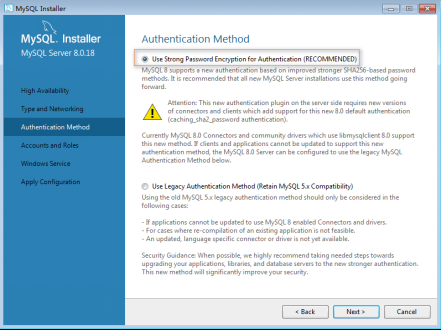 MySQL Installer
MySQL. Installer
MySQL Server 8.0.18
High Availability
Type and Networking
Authentication Method
Accounts and Roles
Windows Service
Apply Configuration
Authentication Method
Use Strong Password Encryption for Authentication (RECOMMENDED)
MySQL 8 supports a new authentication based on improved stronger SHA256-based password
methods. It is recommended that all new MySQL Server installations use this method going
forward.
Attention: This new authentication plugin on the server side requires new versions
of connectors and clients which add support for this new 8.0 default authentication
(caching_sha2_password authentication).
Currently MySQL 8.0 Connectors and community drivers which use libmysqlclient 8.0 support
this new method. If clients and applications cannot be updated to support this new
authentication method, the MySQL 8.0 Server can be configured to use the legacy MySQL
Authentication Method below.
Use Legacy Authentication Method (Retain MySQL 5.x Compatibility)
Using the old MySQL 5.x legacy authentication method should only be considered in the
following cases:
- If applications cannot be updated to use MySQL 8 enabled Connectors and drivers.
- For cases where re-compilation of an existing application is not feasible.
- An updated, language specific connector or driver is not yet available.
Security Guidance: When possible, we highly recommend taking needed steps towards
upgrading your applications, libraries, and database servers to the new stronger authentication.
This new method will significantly improve your security.
< Back
Next >
Cancel